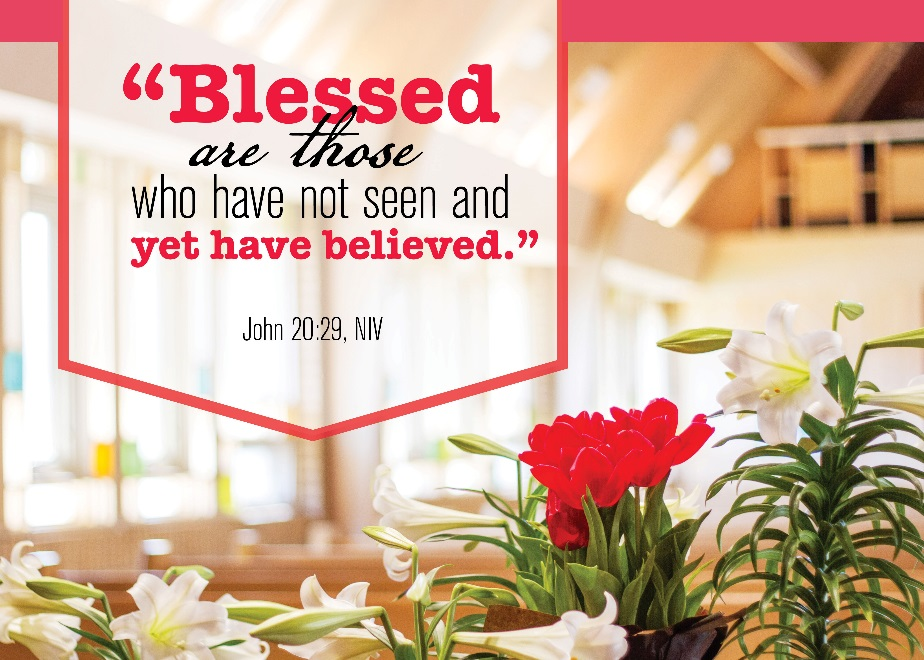 “Blessed
are those
who have not seen and
yet have believed.”
John 20:29, NIV